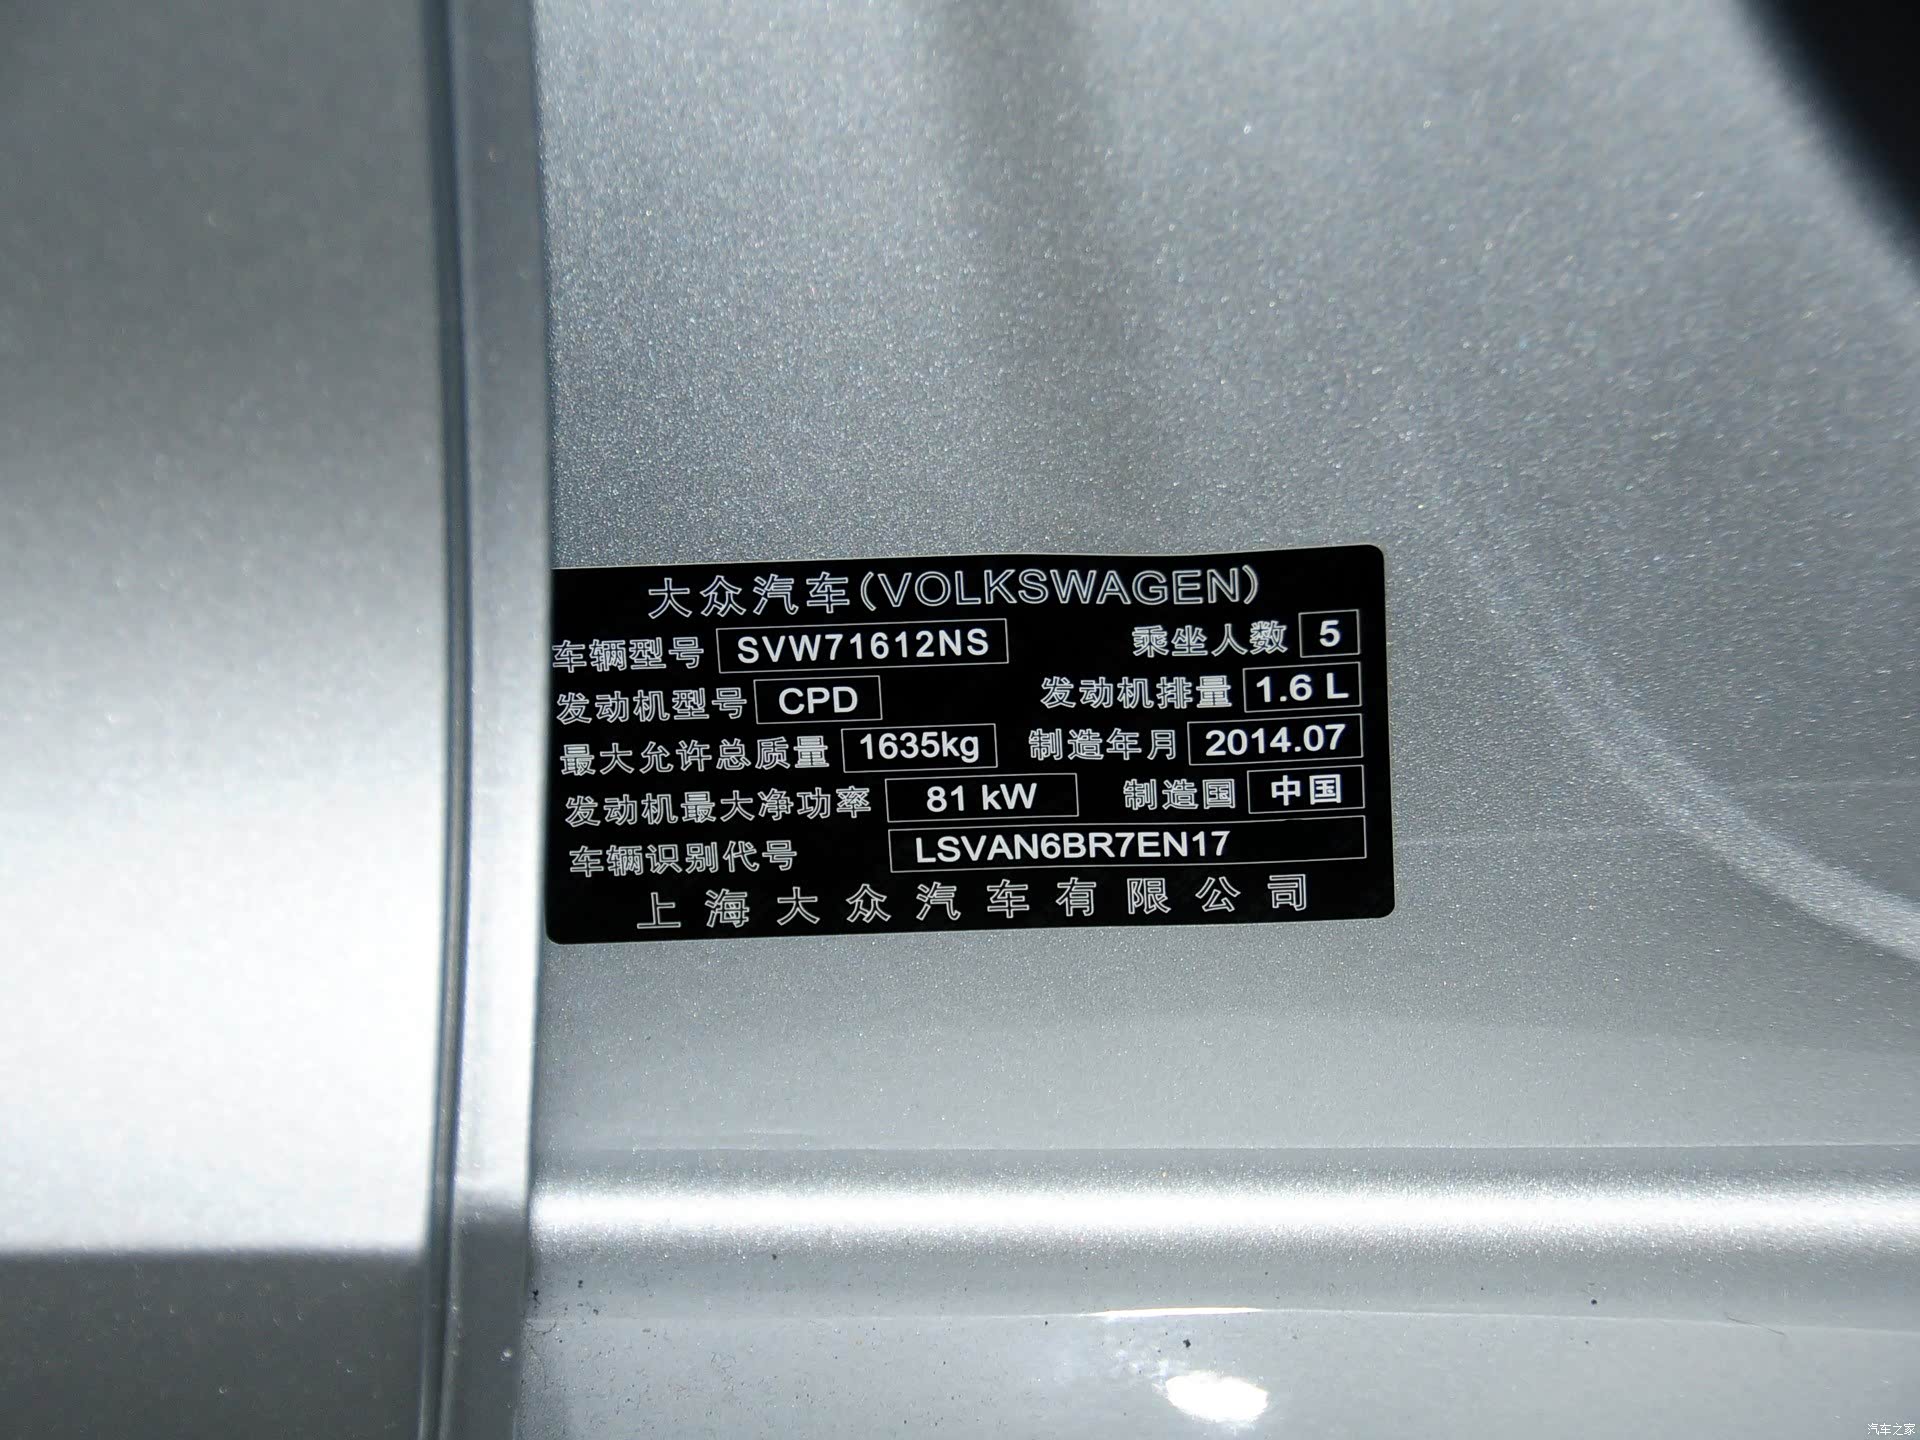 大众汽车(VOLKSWAGEN)
车辆型号 SVW71612NS 乘坐人数 5
发动机型号 CPD 发动机排量 1.6 L
最大允许总质量 1635kg 制造年月 2014.07
发动机最大净功率 81 kW 制造国 中国
车辆识别代号 LSVAN6BR7EN17
上海大众汽车有限公司
汽车之家